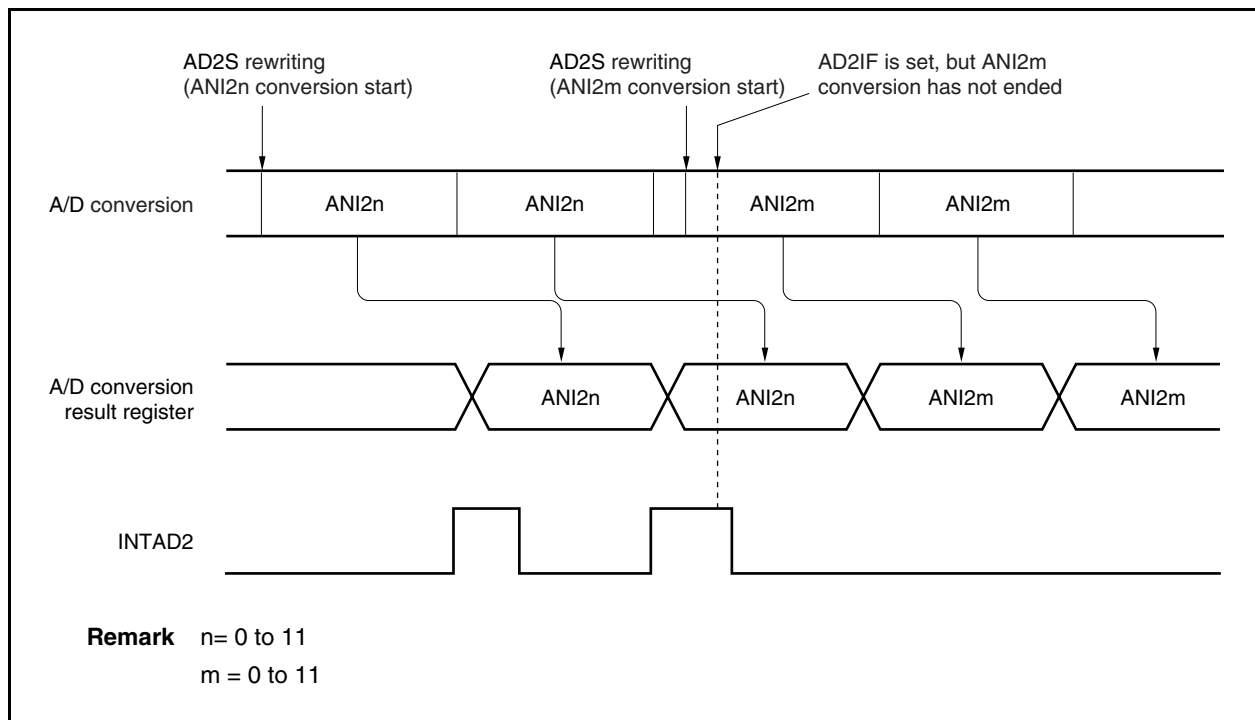 AD2S rewriting
(ANI2n conversion start)
AD2S rewriting
(ANI2m conversion start)
AD2IF is set, but ANI2m
conversion has not ended
A/D conversion
ANI2n
ANI2n
ANI2m
ANI2m
A/D conversion
result register
ANI2n
ANI2n
ANI2m
ANI2m
INTAD2
Remark n= 0 to 11
m = 0 to 11